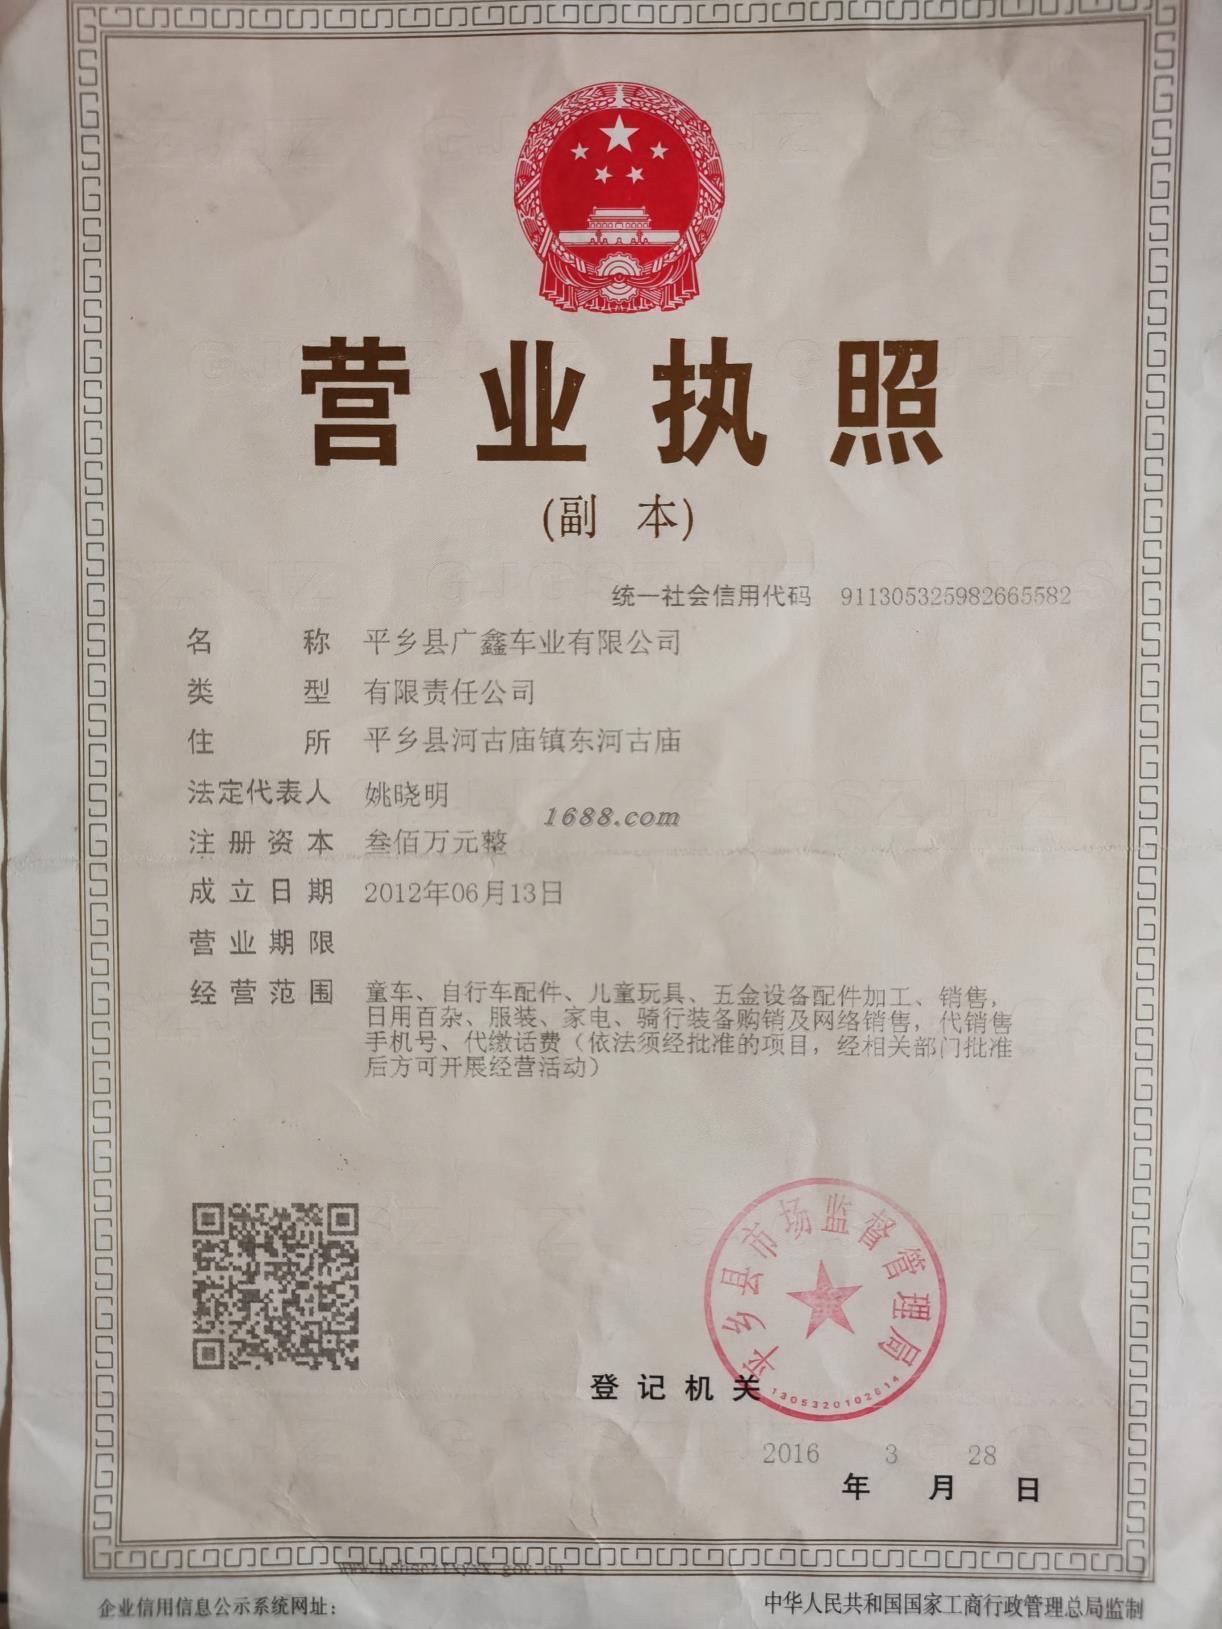 营业执照
(副 本)
统一社会信用代码 911305325982665582
名称 平乡县广鑫车业有限公司
类型 有限责任公司
住所 平乡县河古庙镇东河古庙
法定代表人 姚晓明
1688.com
注册资本 叁佰万元整
成立日期 2012年06月13日
营业期限
经营范围 童车、自行车配件、儿童玩具、五金设备配件加工、销售，
日用百杂、服装、家电、骑行装备购销及网络销售，代销售
手机号、代缴话费（依法须经批准的项目，经相关部门批准
后方可开展经营活动）
平乡县市场监督管理局
1305320102614
登记机关
2016 3 28
年 月 日
企业信用信息公示系统网址：
中华人民共和国国家工商行政管理总局监制